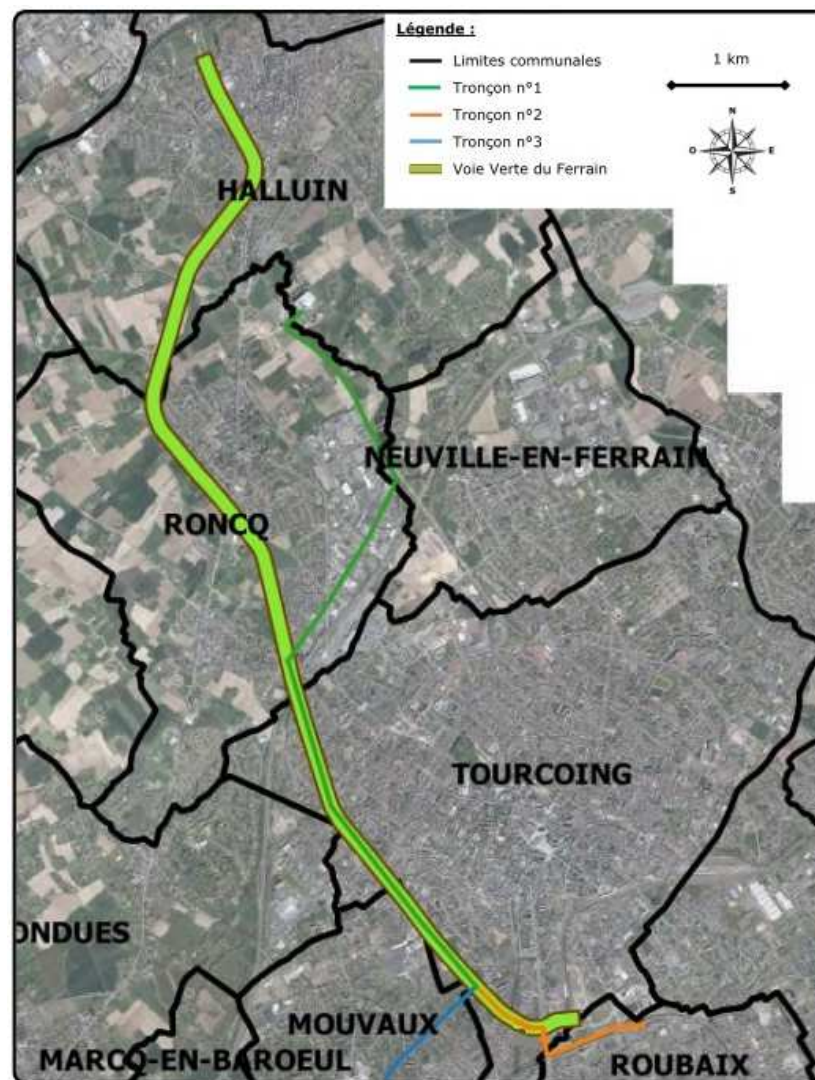 Légende :
Limites communales
Tronçon n°1
Tronçon n°2
Tronçon n°3
Voie Verte du Ferrain
1 km
N
O
E
S
HALLUIN
NEUVILLE-EN-FERRAIN
RONCQ
TOURCOING
ONDUES
MOUVAUX
MARCQ-EN-BAROEUL
ROUBAIX